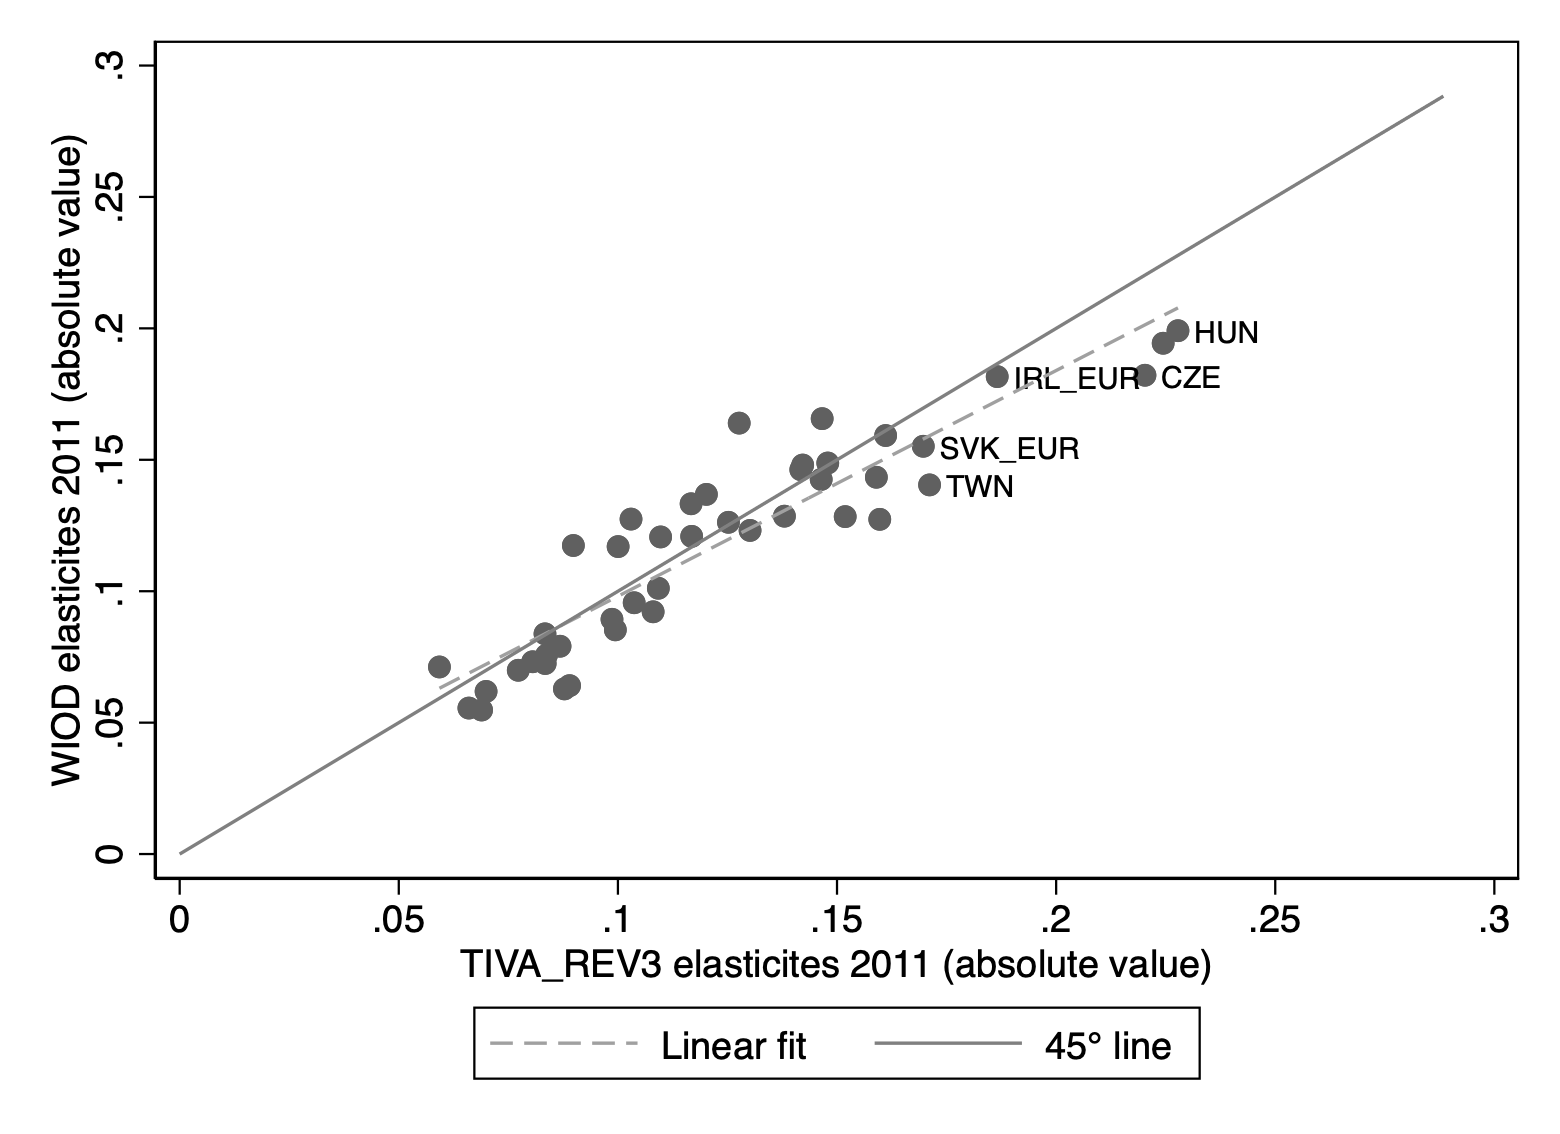 WIOD elasticites 2011 (absolute value)
.3
.25
.2
.15
.1
.05
0
HUN
IRL_EUR
CZE
SVK_EUR
TWN
0 .05 .1 .15 .2 .25 .3
TIVA_REV3 elasticites 2011 (absolute value)
Linear fit 45° line